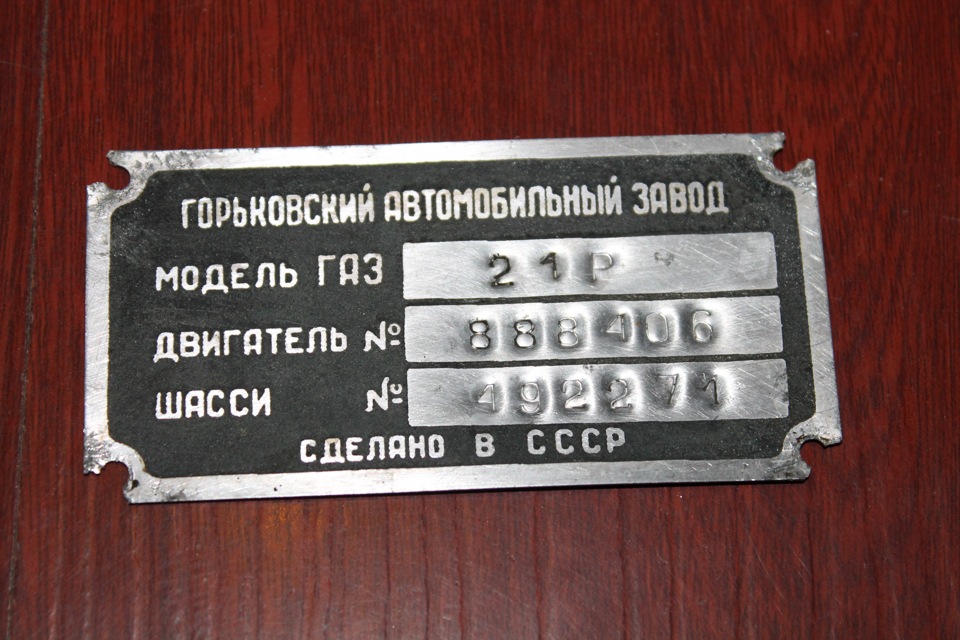 ГОРЬКОВСКИЙ АВТОМОБИЛЬНЫЙ ЗАВОД
МОДЕЛЬ ГАЗ 21Р
ДВИГАТЕЛЬ № 888406
ШАССИ № 492271
СДЕЛАНО В СССР